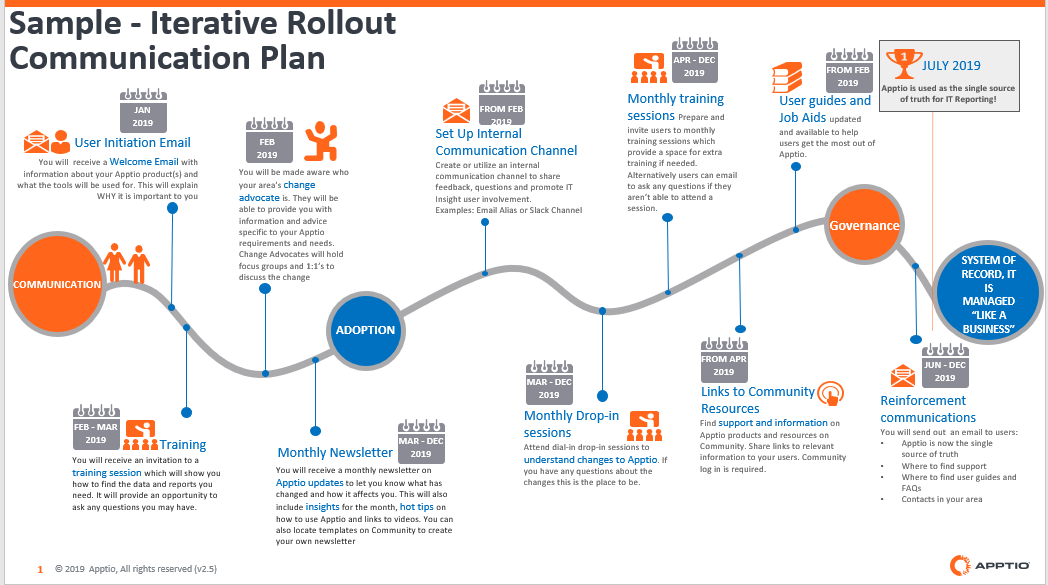 Sample - Iterative Rollout
Communication Plan
JAN
2019
User Initiation Email
You will receive a Welcome Email with
information about your Apptio product(s) and
what the tools will be used for. This will explain
WHY it is important to you
FEB
2019
You will be made aware who
your area's change
advocate is. They will be
able to provide you with
information and advice
specific to your Apptio
requirements and needs.
Change Advocates will hold
focus groups and 1:1's to
discuss the change
FROM FEB
2019
Set Up Internal
Communication Channel
Create or utilize an internal
communication channel to share
feedback, questions and promote IT
Insight user involvement.
Examples: Email Alias or Slack Channel
APR - DEC
2019
Monthly training
sessions Prepare and
invite users to monthly
training sessions which
provide a space for extra
training if needed.
Alternatively users can email
to ask any questions if they
aren't able to attend a
session.
FROM FEB
2019
User guides and
Job Aids updated
and available to help
users get the most out of
Apptio.
1
JULY 2019
Apptio is used as the single source
of truth for IT Reporting!
COMMUNICATION
ADOPTION
Governance
SYSTEM OF
RECORD, IT
IS
MANAGED
"LIKE A
BUSINESS"
FEB - MAR
2019
Training
You will receive an invitation to a
training session which will show you
how to find the data and reports you
need. It will provide an opportunity to
ask any questions you may have.
MAR - DEC
2019
Monthly Newsletter
You will receive a monthly newsletter on
Apptio updates to let you know what has
changed and how it affects you. This will also
include insights for the month, hot tips on
how to use Apptio and links to videos. You can
also locate templates on Community to create
your own newsletter
MAR - DEC
2019
Monthly Drop-in
sessions
Attend dial-in drop-in sessions to
understand changes to Apptio. If
you have any questions about the
changes this is the place to be.
FROM APR
2019
Links to Community
Resources
Find support and information on
Apptio products and resources on
Community. Share links to relevant
information to your users. Community
log in is required.
JUN - DEC
2019
Reinforcement
communications
You will send out an email to users:
• Apptio is now the single
source of truth
• Where to find support
• Where to find user guides and
FAQs
• Contacts in your area
1 © 2019 Apptio, All rights reserved (v2.5)
APPTIO